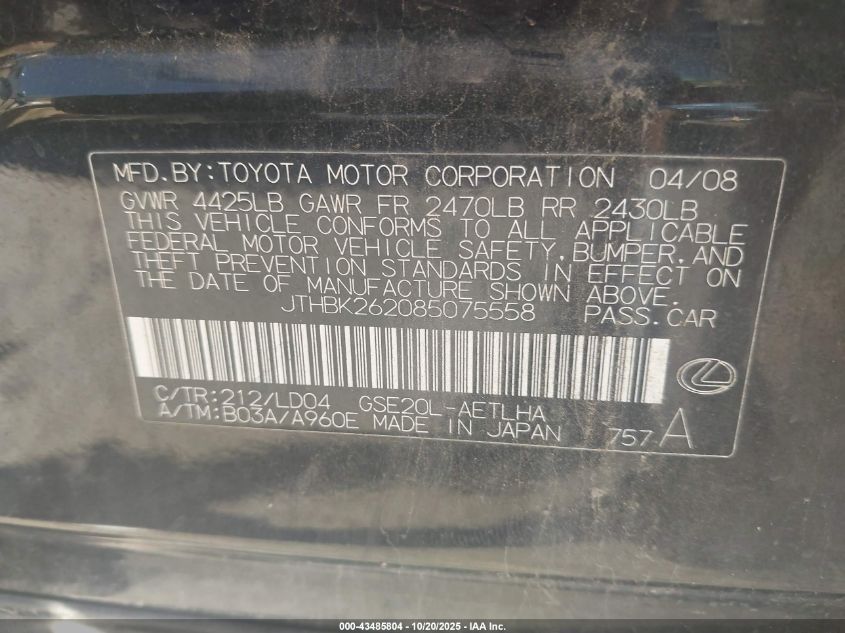 MFD.BY:TOYOTA MOTOR CORPORATION 04/08
GVWR 4425LB GAWR FR 2470LB RR 2430LB
THIS VEHICLE CONFORMS TO ALL APPLICABLE
FEDERAL MOTOR VEHICLE SAFETY,BUMPER,AND
THEFT PREVENTION STANDARDS IN EFFECT ON
THE DATE OF MANUFACTURE SHOWN ABOVE.
JTHBK262085075558 PASS.CAR
C/TR:212/LD04 GSE20L-AETLHA
A/TM:B03A/A960E MADE IN JAPAN 757 A
000-43485804 - 10/20/2025 - IAA Inc.